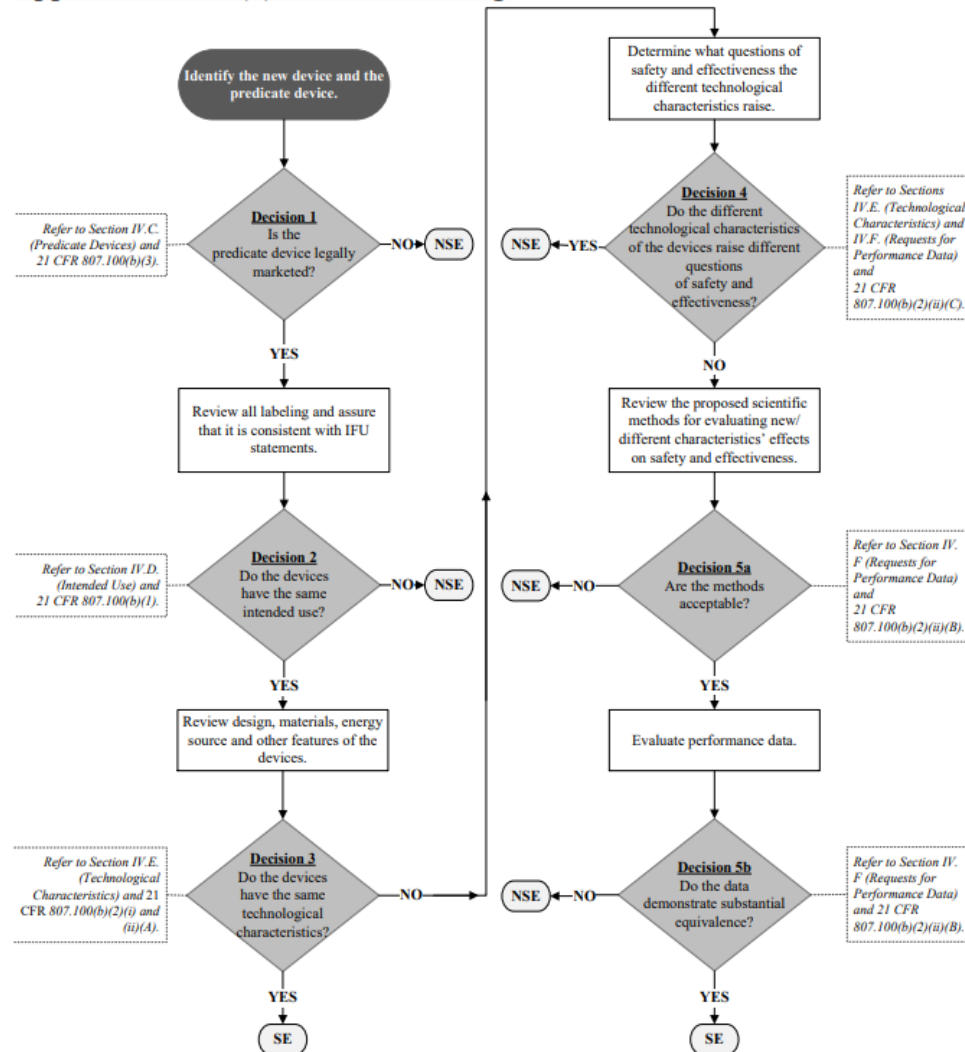 Identify the new device and the
predicate device.
Decision 1
Is the
predicate device legally
marketed?
NO
NSE
Refer to Section IV.C.
(Predicate Devices) and
21 CFR 807.100(b)(3).
YES
Review all labeling and assure
that it is consistent with IFU
statements.
Decision 2
Do the devices
have the same
intended use?
NO
NSE
Refer to Section IV.D.
(Intended Use) and
21 CFR 807.100(b)(1).
YES
Review design, materials, energy
source and other features of the
devices.
Decision 3
Do the devices
have the same
technological
characteristics?
NO
Refer to Section IV.E.
(Technological
Characteristics) and 21
CFR 807.100(b)(2)(i) and
(ii)(A).
YES
SE
Determine what questions of
safety and effectiveness the
different technological
characteristics raise.
Decision 4
Do the different
technological characteristics
of the devices raise different
questions
of safety and
effectiveness?
YES
NSE
Refer to Sections
IV.E. (Technological
Characteristics) and
IV.F. (Requests for
Performance Data)
and
21 CFR
807.100(b)(2)(ii)(C).
NO
Review the proposed scientific
methods for evaluating new/
different characteristics' effects
on safety and effectiveness.
Decision 5a
Are the methods
acceptable?
NO
NSE
Refer to Section IV.
F (Requests for
Performance Data)
and
21 CFR
807.100(b)(2)(ii)(B).
YES
Evaluate performance data.
Decision 5b
Do the data
demonstrate substantial
equivalence?
NO
NSE
Refer to Section IV.
F (Requests for
Performance Data)
and 21 CFR
807.100(b)(2)(ii)(B).
YES
SE